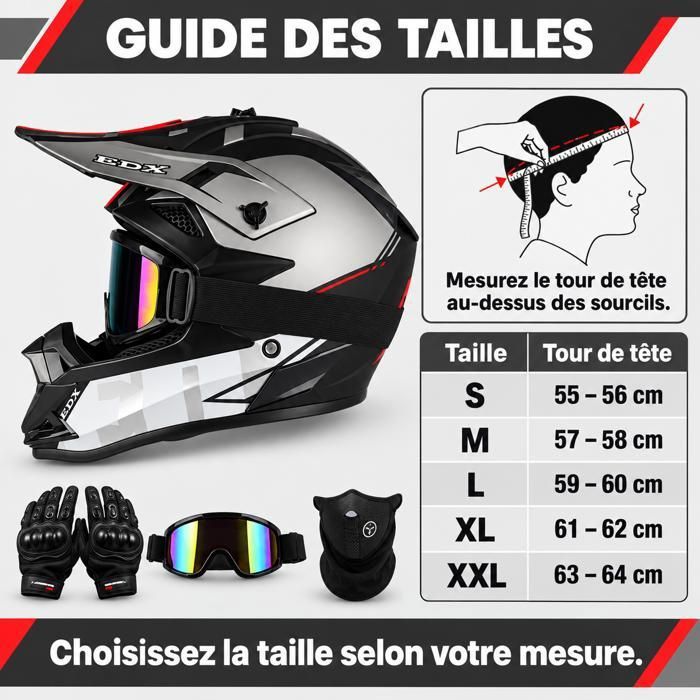 GUIDE DES TAILLES
EDX
EDX
Mesurez le tour de tête
au-dessus des sourcils.
Taille Tour de tête
S 55 – 56 cm
M 57 – 58 cm
L 59 – 60 cm
XL 61 – 62 cm
XXL 63 – 64 cm
Choisissez la taille selon votre mesure.